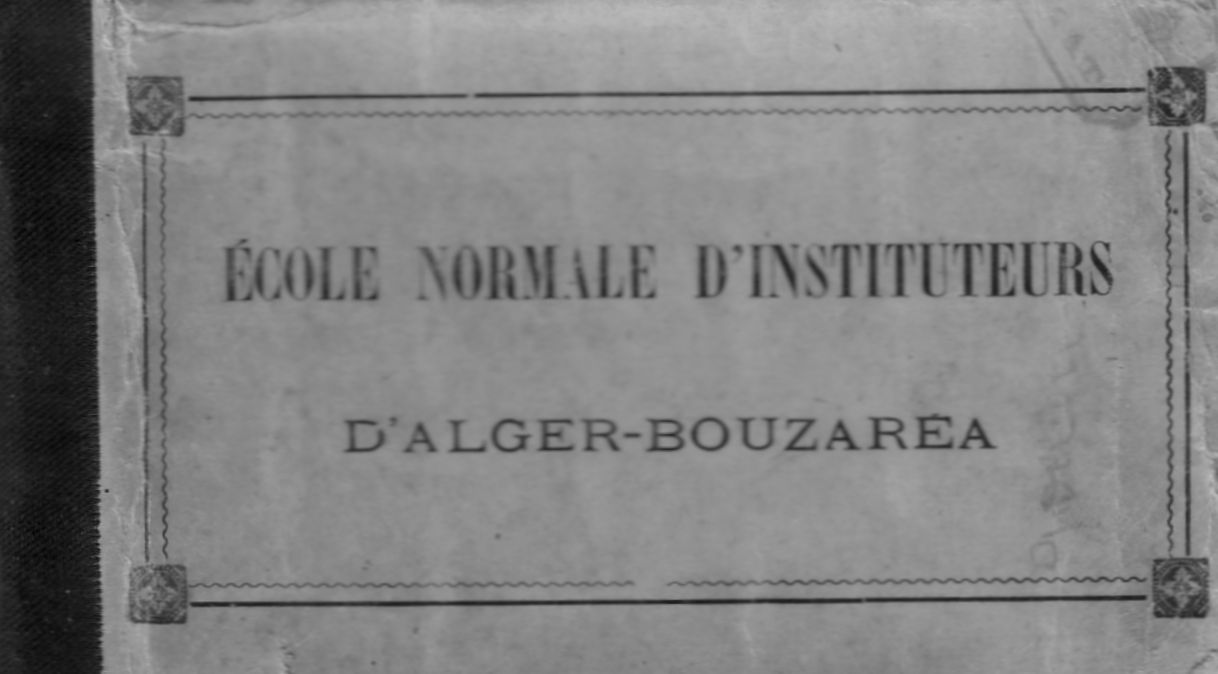 ÉCOLE NORMALE D'INSTITUTEURS
D'ALGER-BOUZARÉA